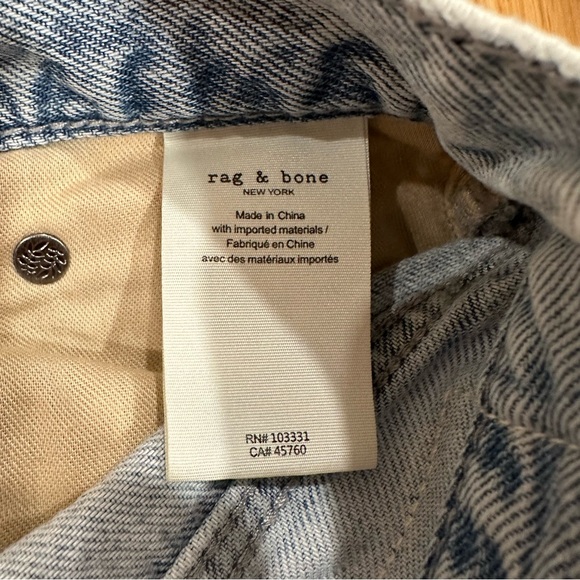 rag & bone
NEW YORK
Made in China
with imported materials /
Fabriqué en Chine
avec des matériaux importés
RN# 103331
CA# 45760